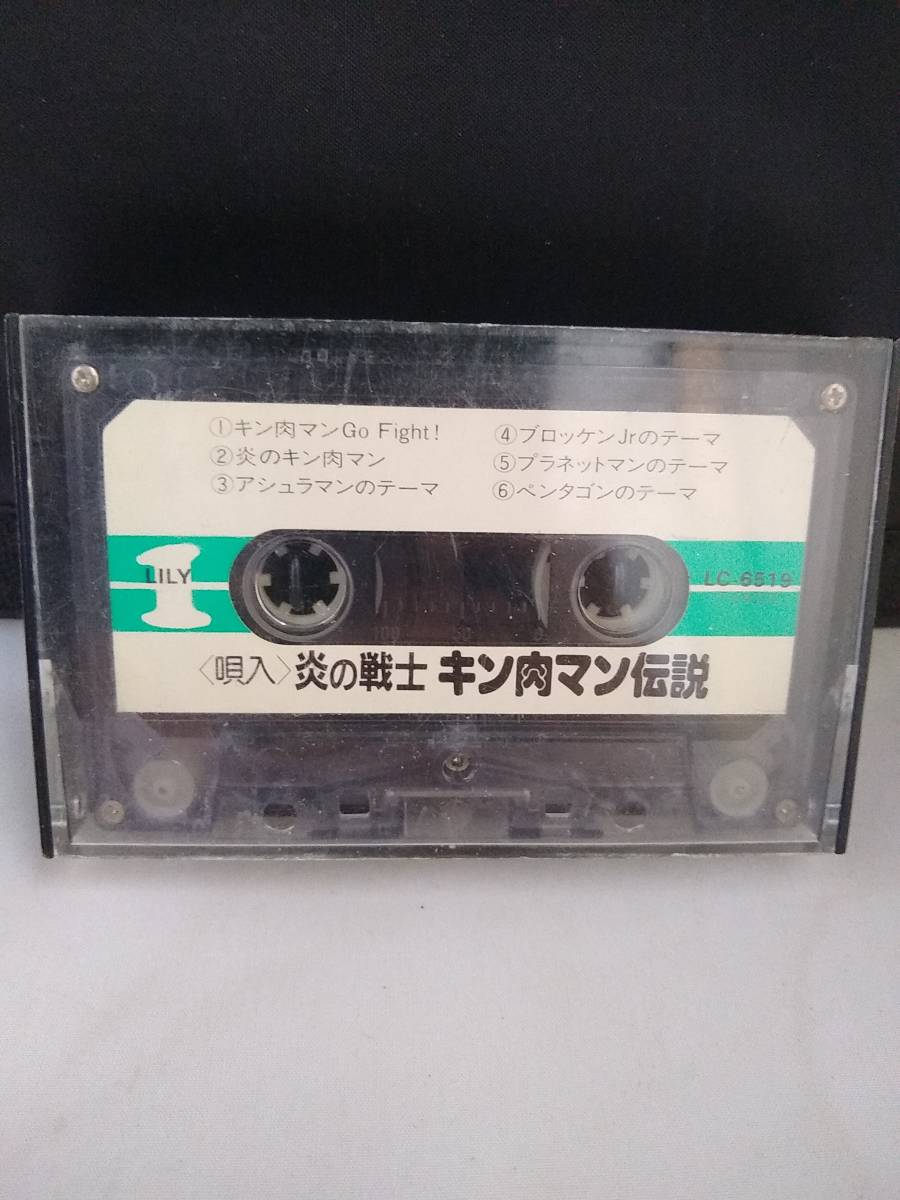 ①キン肉マンGo Fight!
②炎のキン肉マン
③アシュラマンのテーマ
④ブロッケンJrのテーマ
⑤プラネットマンのテーマ
⑥ペンタゴンのテーマ
1
LILY
LC-6519
100 50 0
〈唄入〉炎の戦士 キン肉マン伝説